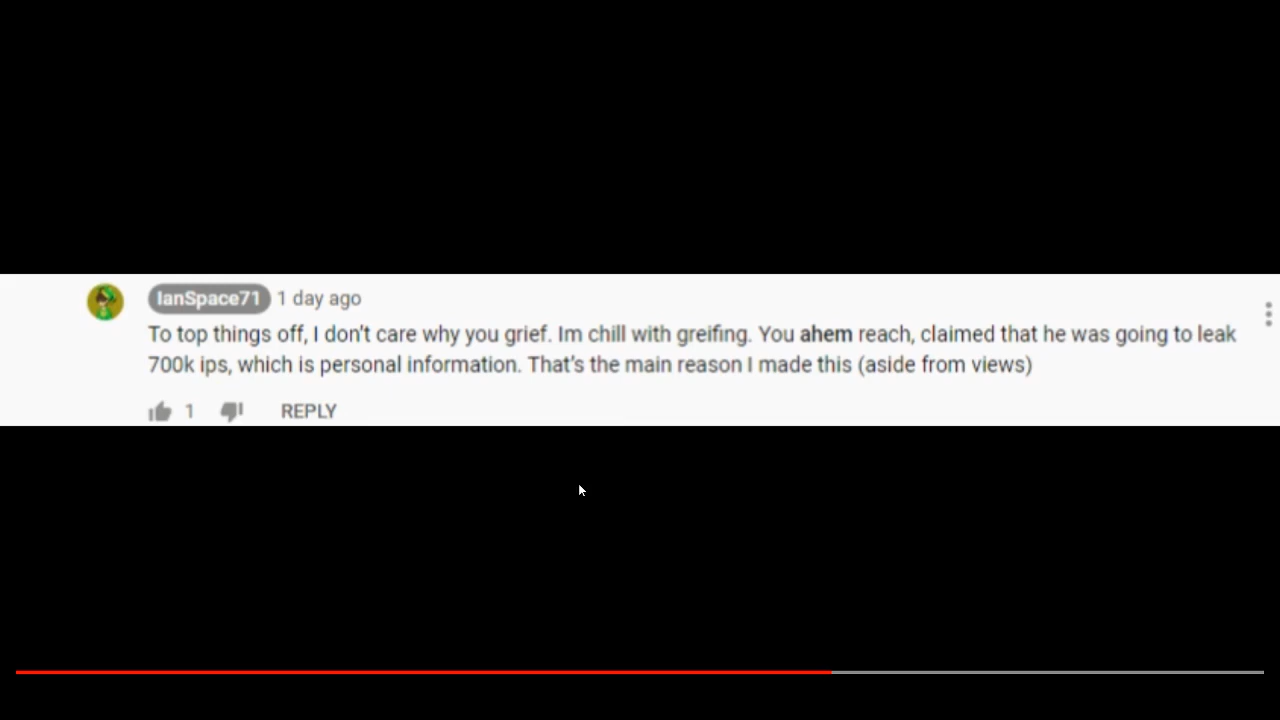 IanSpace71 1 day ago
To top things off, I don't care why you grief. Im chill with greifing. You ahem reach, claimed that he was going to leak
700k ips, which is personal information. That's the main reason I made this (aside from views)
1 REPLY